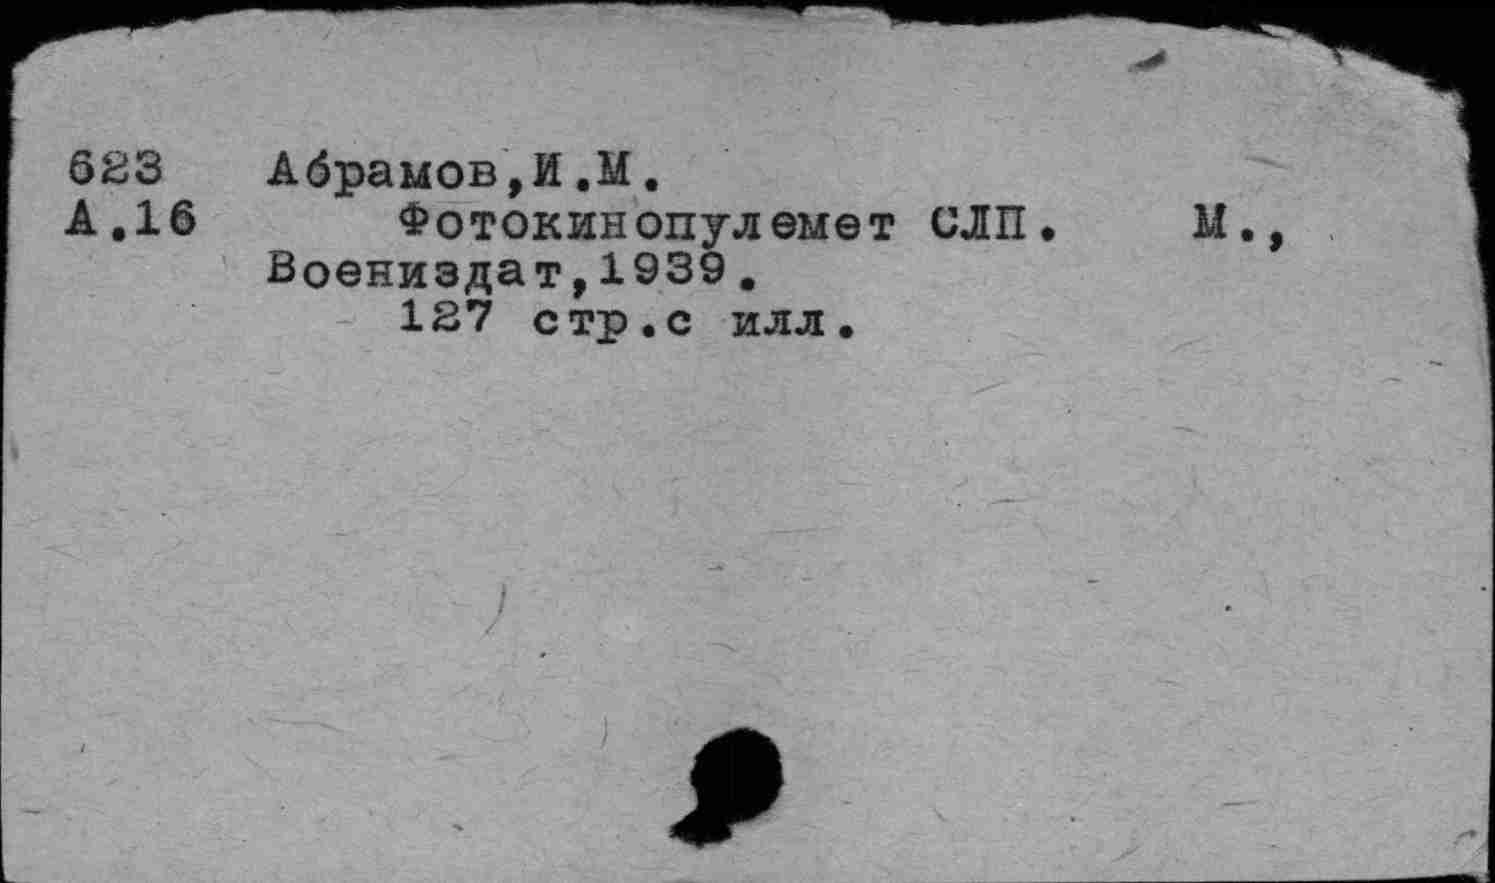 623 Абрамов,И.М.
А.16 Фотокинопулемет СЛП. М.,
Воениздат,1939.
127 стр.с илл.